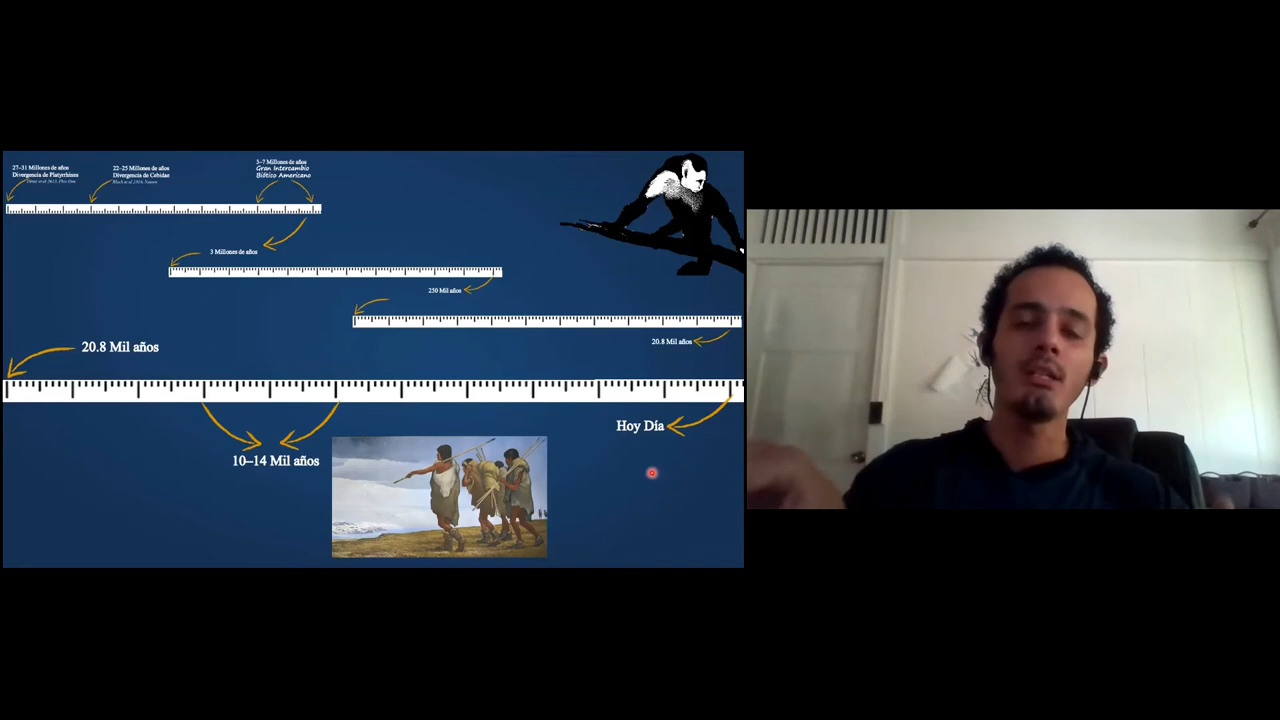 27–31 Millones de años
Divergencia de Platyrrhines
22–25 Millones de años
Divergencia de Cebidae
3–7 Millones de años
Gran Intercambio
Biótico Americano
3 Millones de años
250 Mil años
20.8 Mil años
20.8 Mil años
Hoy Día
10–14 Mil años